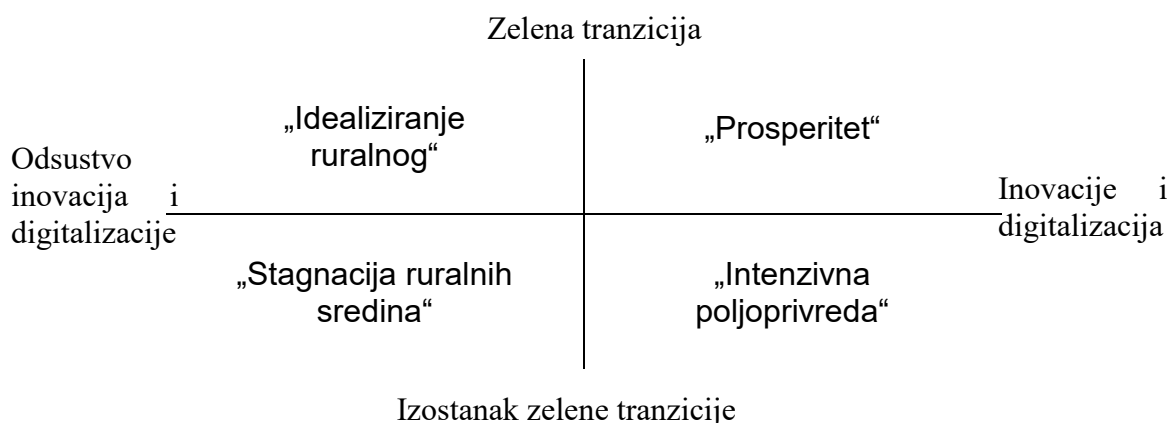 Zelena tranzicija
„Idealiziranje
ruralnog“
„Prosperitet“
Odsustvo
inovacija i
digitalizacije
Inovacije i
digitalizacija
„Stagnacija ruralnih
sredina“
„Intenzivna
poljoprivreda“
Izostanak zelene tranzicije